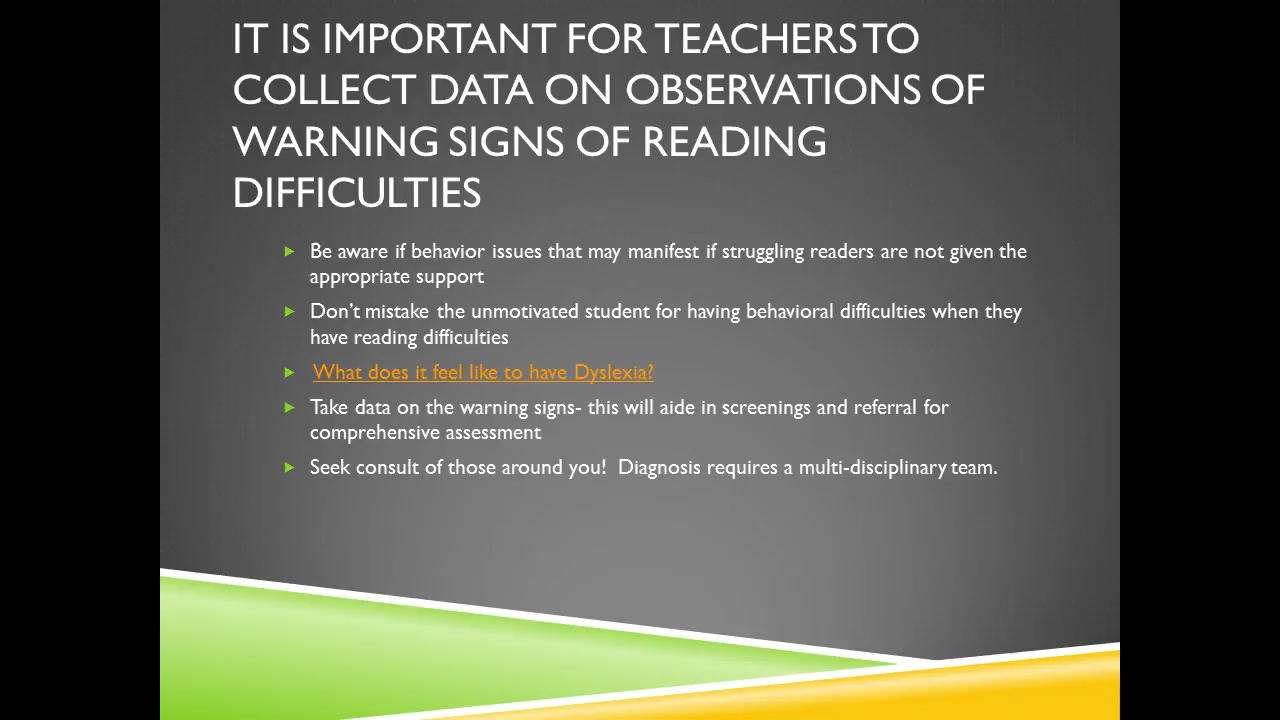 IT IS IMPORTANT FOR TEACHERS TO
COLLECT DATA ON OBSERVATIONS OF
WARNING SIGNS OF READING
DIFFICULTIES
Be aware if behavior issues that may manifest if struggling readers are not given the
appropriate support
Don't mistake the unmotivated student for having behavioral difficulties when they
have reading difficulties
What does it feel like to have Dyslexia?
Take data on the warning signs- this will aide in screenings and referral for
comprehensive assessment
Seek consult of those around you!  Diagnosis requires a multi-disciplinary team.